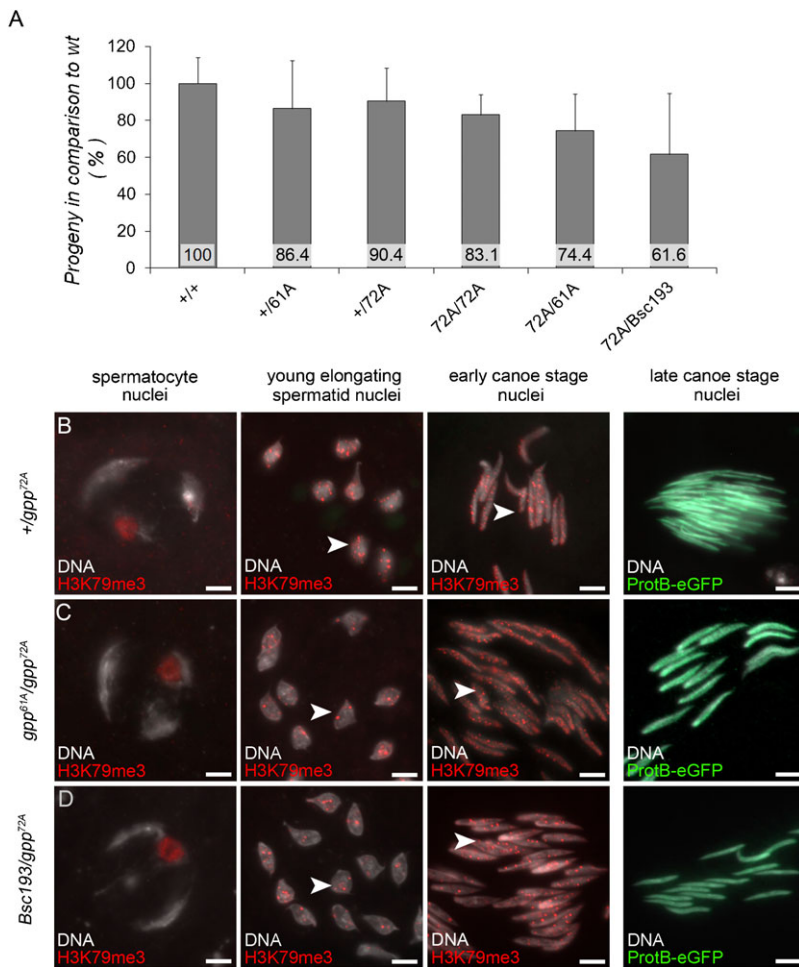 A
Progeny in comparison to wt
( % )
120
100
80
60
40
20
0
100
86.4
90.4
83.1
74.4
61.6
+/+
+/61A
+/72A
72A/72A
72A/61A
72A/Bsc193
spermatocyte
nuclei
young elongating
spermatid nuclei
early canoe stage
nuclei
late canoe stage
nuclei
+/gpp72A
B
DNA
H3K79me3
DNA
H3K79me3
DNA
H3K79me3
DNA
ProtB-eGFP
gpp61A/gpp72A
C
DNA
H3K79me3
DNA
H3K79me3
DNA
H3K79me3
DNA
ProtB-eGFP
Bsc193/gpp72A
D
DNA
H3K79me3
DNA
H3K79me3
DNA
H3K79me3
DNA
ProtB-eGFP